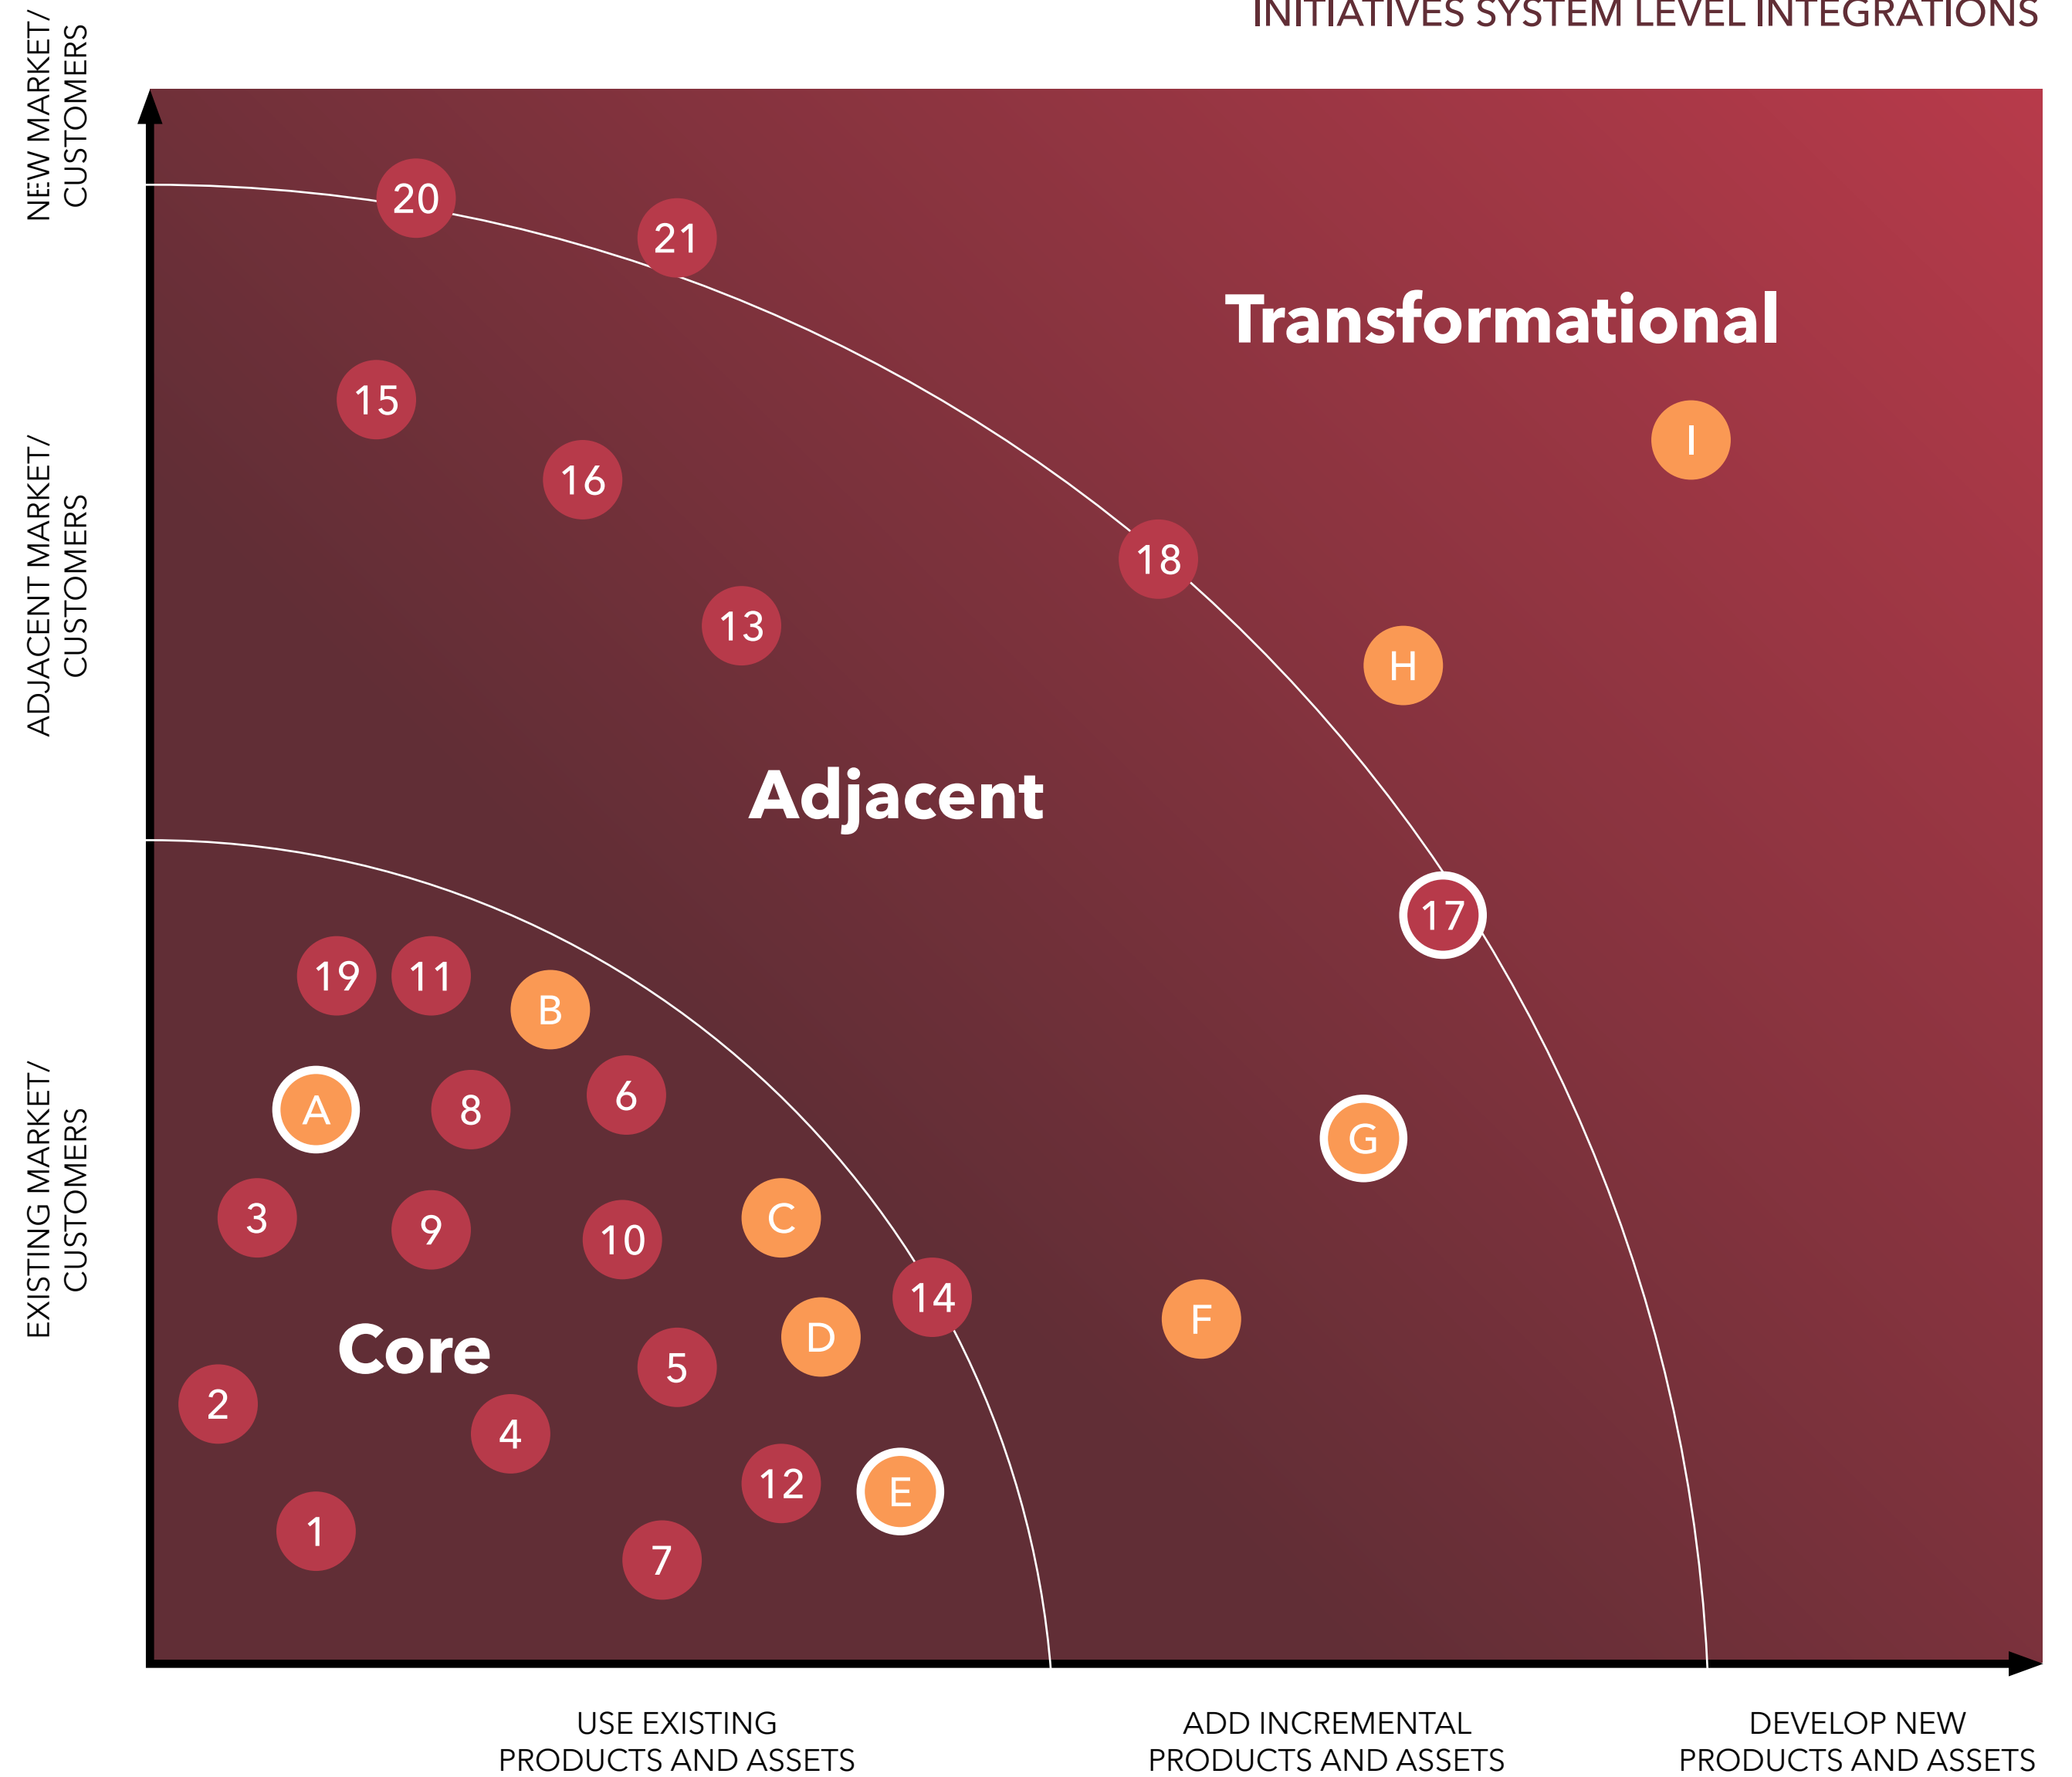 INITIATIVES SYSTEM LEVEL INTEGRATIONS
NEW MARKET/
CUSTOMERS
20
21
Transformational
15
I
16
ADJACENT MARKET/
CUSTOMERS
18
13
H
Adjacent
17
19
11
B
6
A
8
G
EXISTING MARKET/
CUSTOMERS
3
9
10
C
14
F
D
Core
5
2
4
12
E
1
7
USE EXISTING
PRODUCTS AND ASSETS
ADD INCREMENTAL
PRODUCTS AND ASSETS
DEVELOP NEW
PRODUCTS AND ASSETS